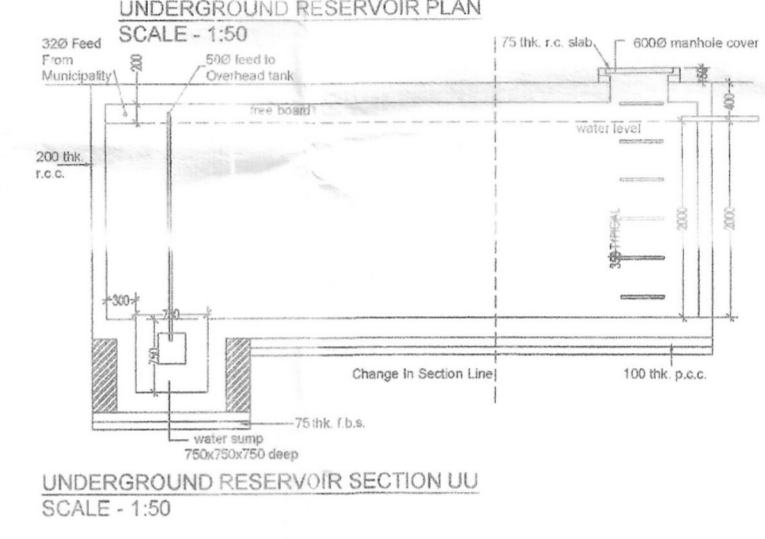 UNDERGROUND RESERVOIR PLAN
SCALE - 1:50
32Ø Feed
From
Municipality
200
50Ø feed to
Overhead tank
75 thk. r.c. slab
600Ø manhole cover
400
free board
water level
200 thk.
r.c.c.
350 TYPICAL
2000
2000
300
750
750
Change in Section Line
100 thk. p.c.c.
75 thk. f.b.s.
water sump
750x750x750 deep
UNDERGROUND RESERVOIR SECTION UU
SCALE - 1:50